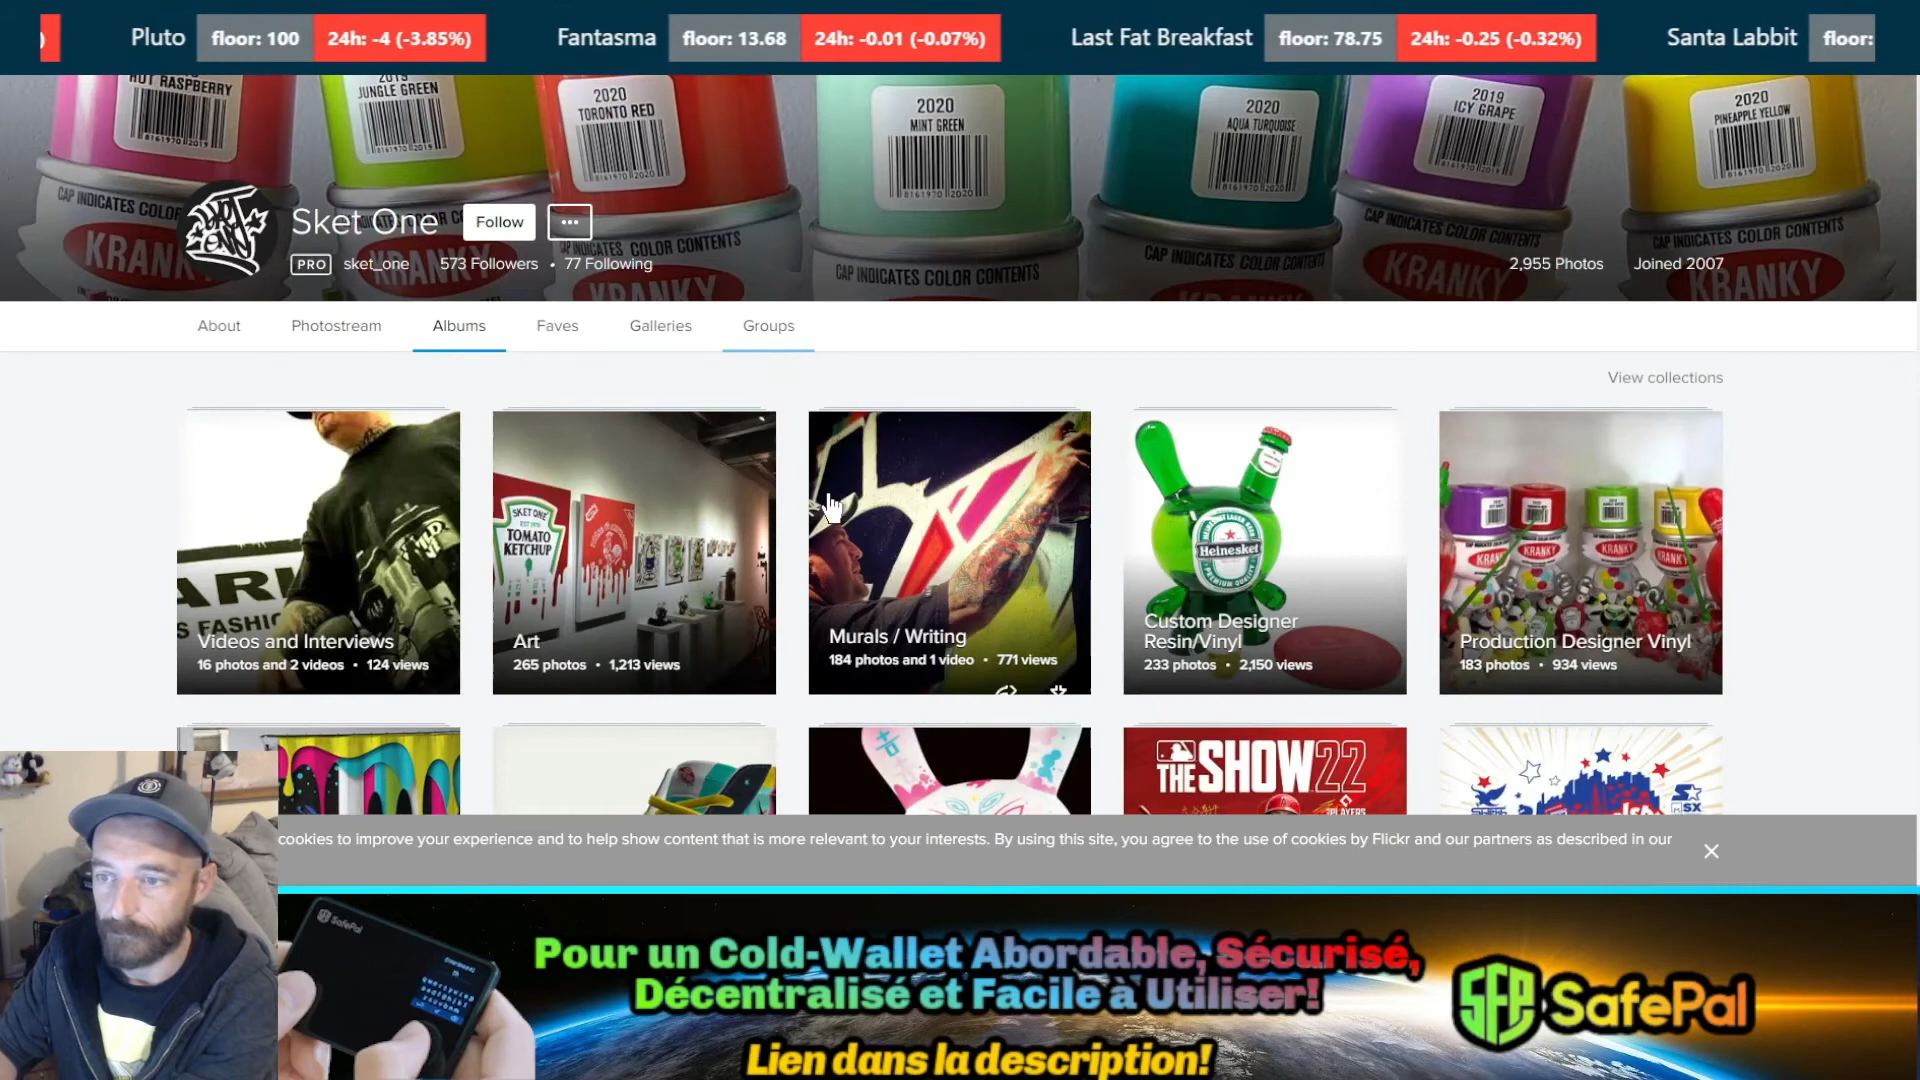 Pluto floor: 100 24h: -4 (-3.85%) Fantasma floor: 13.68 24h: -0.01 (-0.07%) Last Fat Breakfast floor: 78.75 24h: -0.25 (-0.32%) Santa Labbit floor:
HOT RASPBERRY
2019 JUNGLE GREEN
2020 TORONTO RED
2020 MINT GREEN
2020 AQUA TURQUOISE
2019 ICY GRAPE
2020 PINEAPPLE YELLOW
Sket One Follow
PRO sket_one 573 Followers • 77 Following 2,955 Photos Joined 2007
CAP INDICATES COLOR CONTENTS
KRANKY
About Photostream Albums Faves Galleries Groups
View collections
SKET ONE
TOMATO
KETCHUP
Heinesket
KRANKY
Videos and Interviews
16 photos and 2 videos • 124 views
Art
265 photos • 1,213 views
Murals / Writing
184 photos and 1 video • 771 views
Custom Designer
Resin/Vinyl
233 photos • 2,150 views
Production Designer Vinyl
183 photos • 934 views
THE SHOW 22
cookies to improve your experience and to help show content that is more relevant to your interests. By using this site, you agree to the use of cookies by Flickr and our partners as described in our
SafePal
Pour un Cold-Wallet Abordable, Sécurisé,
Décentralisé et Facile à Utiliser!
Lien dans la description!
SFP SafePal